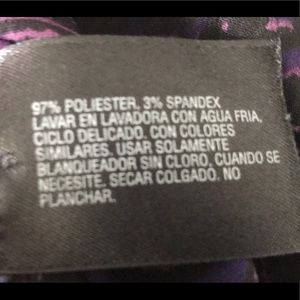 97% POLIESTER, 3% SPANDEX
LAVAR EN LAVADORA CON AGUA FRIA,
CICLO DELICADO. CON COLORES
SIMILARES. USAR SOLAMENTE
BLANQUEADOR SIN CLORO, CUANDO SE
NECESITE. SECAR COLGADO. NO
PLANCHAR.